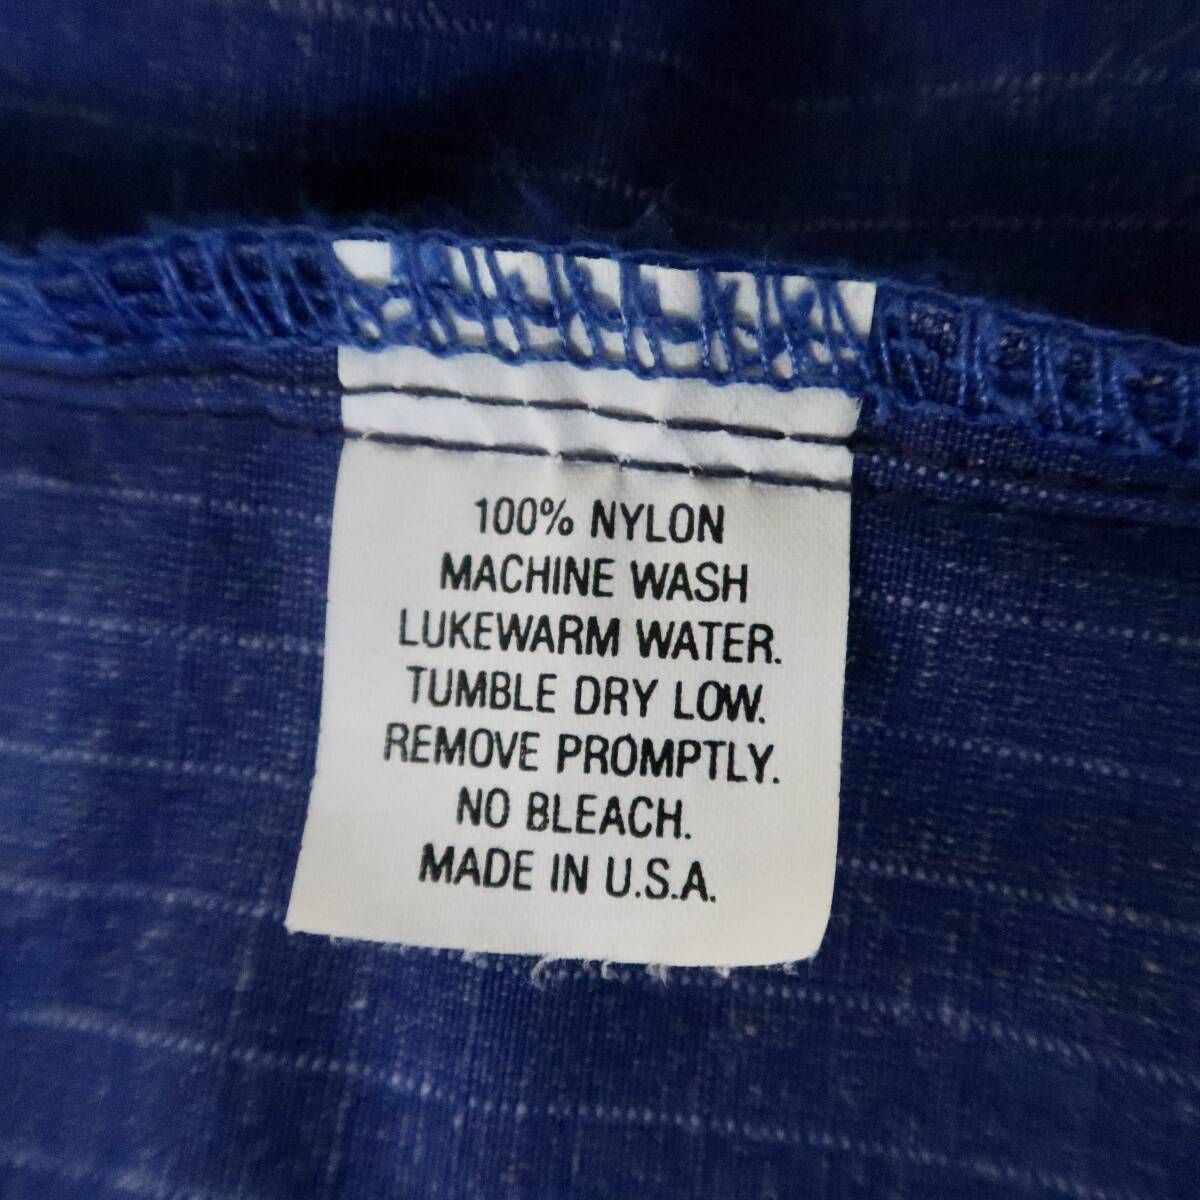 100% NYLON
MACHINE WASH
LUKEWARM WATER.
TUMBLE DRY LOW.
REMOVE PROMPTLY.
NO BLEACH.
MADE IN U.S.A.